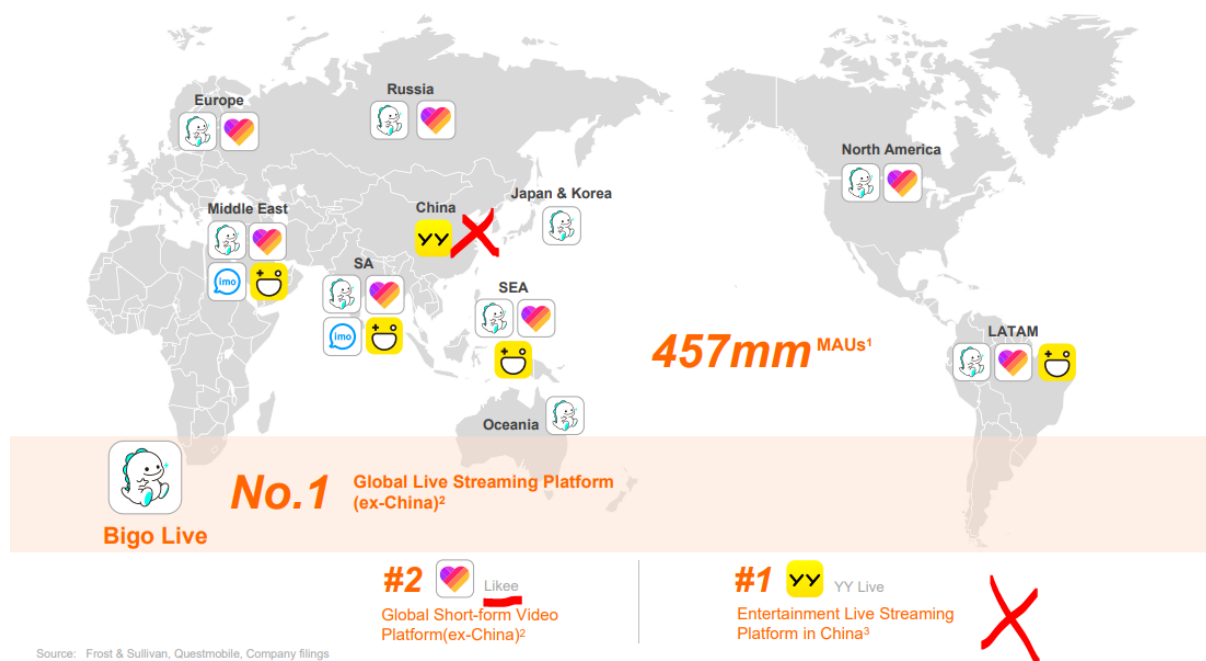 Europe
Russia
North America
Japan & Korea
Middle East
China
YY
SA
imo
imo
SEA
457mm MAUs¹
LATAM
Oceania
No.1
Global Live Streaming Platform
(ex-China)²
Bigo Live
#2
Likee
Global Short-form Video
Platform(ex-China)²
#1
YY
YY Live
Entertainment Live Streaming
Platform in China³
Source: Frost & Sullivan, Questmobile, Company filings